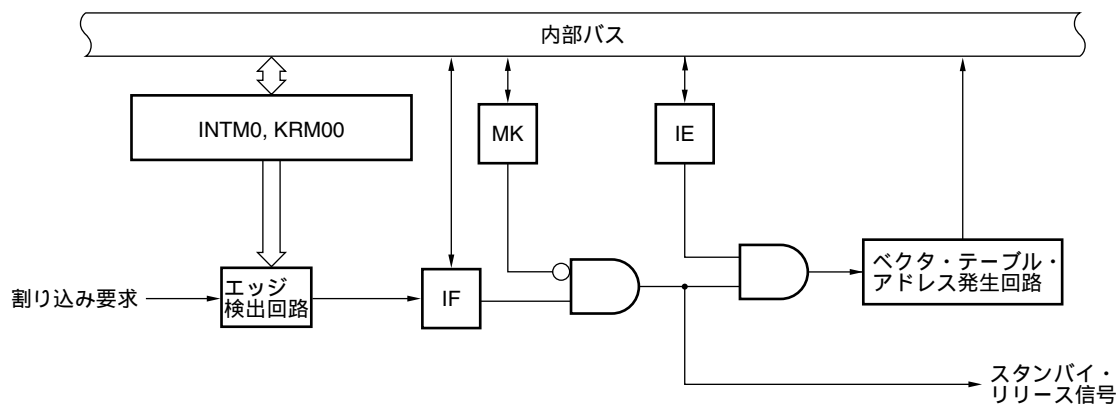 内部バス
INTM0, KRM00
MK
IE
割り込み要求
エッジ
検出回路
IF
ベクタ・テーブル・
アドレス発生回路
スタンバイ・
リリース信号